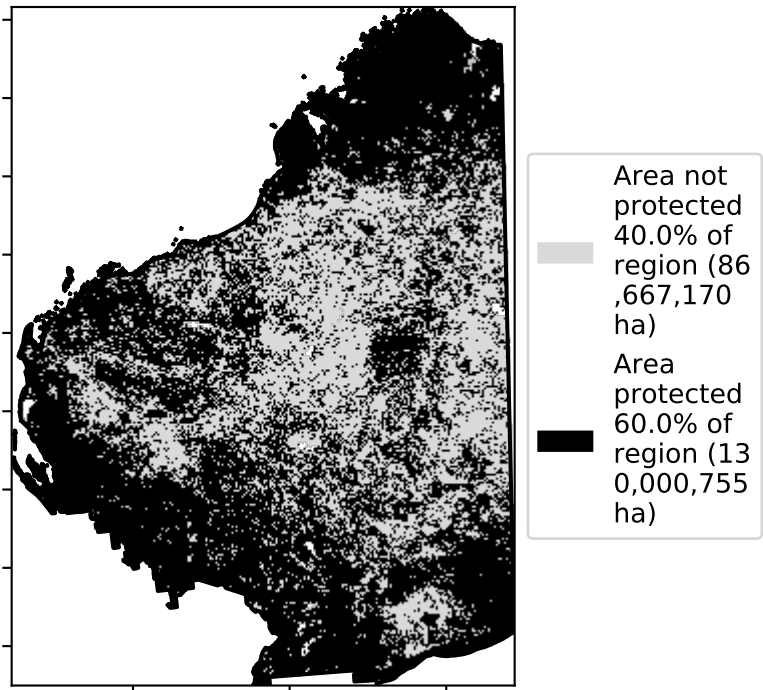 Area not
protected
40.0% of
region (86
,667,170
ha)
Area
protected
60.0% of
region (13
0,000,755
ha)